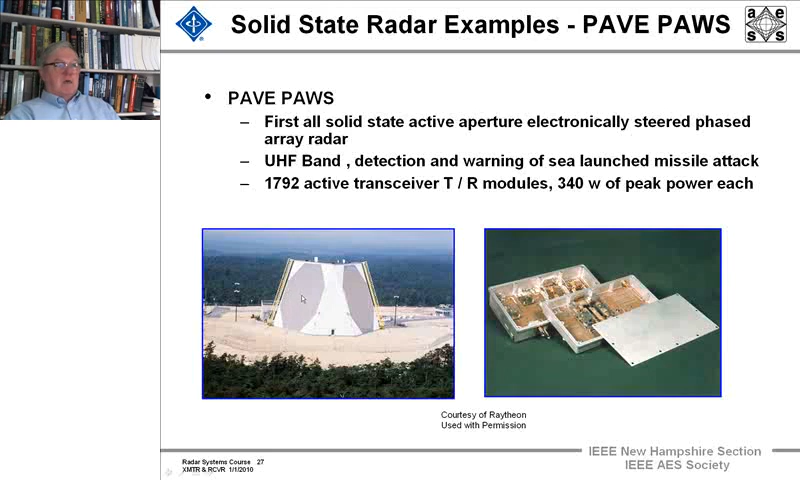 Solid State Radar Examples - PAVE PAWS
a e
s s
• PAVE PAWS
– First all solid state active aperture electronically steered phased
array radar
– UHF Band , detection and warning of sea launched missile attack
– 1792 active transceiver T / R modules, 340 w of peak power each
Courtesy of Raytheon
Used with Permission
Radar Systems Course 27
XMTR & RCVR 1/1/2010
IEEE New Hampshire Section
IEEE AES Society